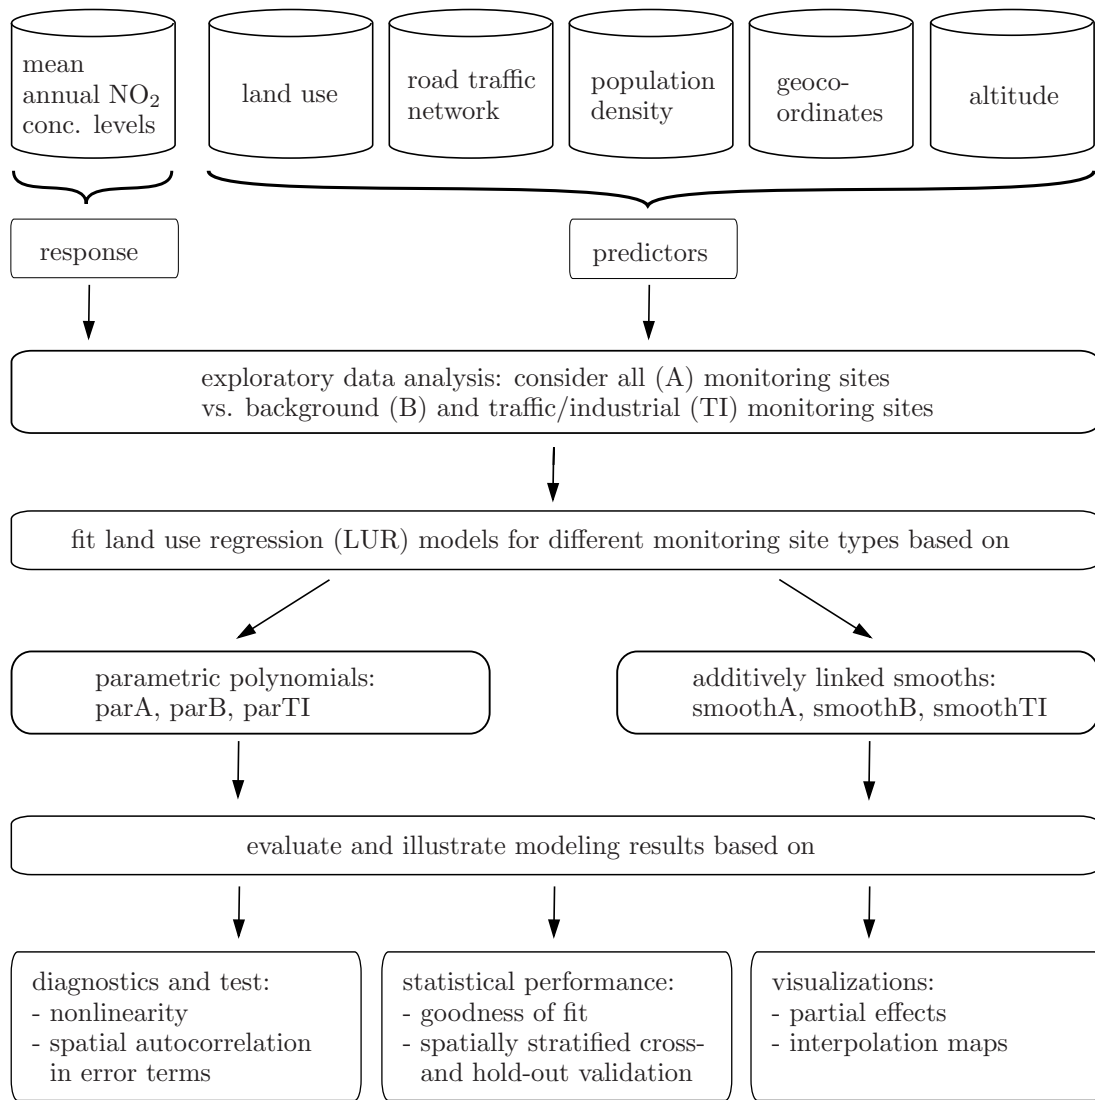 mean
annual NO₂
conc. levels
land use
road traffic
network
population
density
geoco-
ordinates
altitude
response
predictors
exploratory data analysis: consider all (A) monitoring sites
vs. background (B) and traffic/industrial (TI) monitoring sites
fit land use regression (LUR) models for different monitoring site types based on
parametric polynomials:
parA, parB, parTI
additively linked smooths:
smoothA, smoothB, smoothTI
evaluate and illustrate modeling results based on
diagnostics and test:
- nonlinearity
- spatial autocorrelation
in error terms
statistical performance:
- goodness of fit
- spatially stratified cross-
and hold-out validation
visualizations:
- partial effects
- interpolation maps